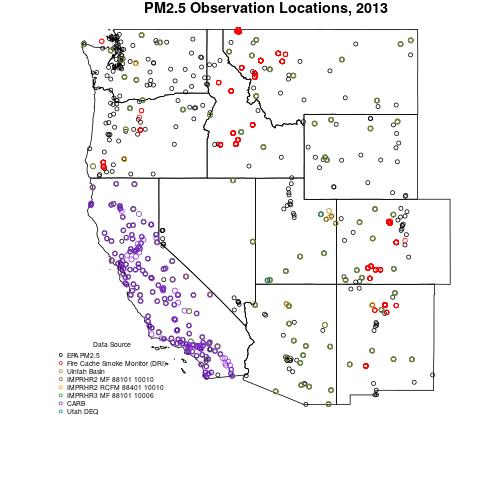 PM2.5 Observation Locations, 2013
Data Source
EPA PM2.5
Fire Cache Smoke Monitor (DRI)
Uintah Basin
IMPRHR2 MF 88101 10010
IMPRHR2 RCFM 88401 10010
IMPRHR3 MF 88101 10006
CARB
Utah DEQ